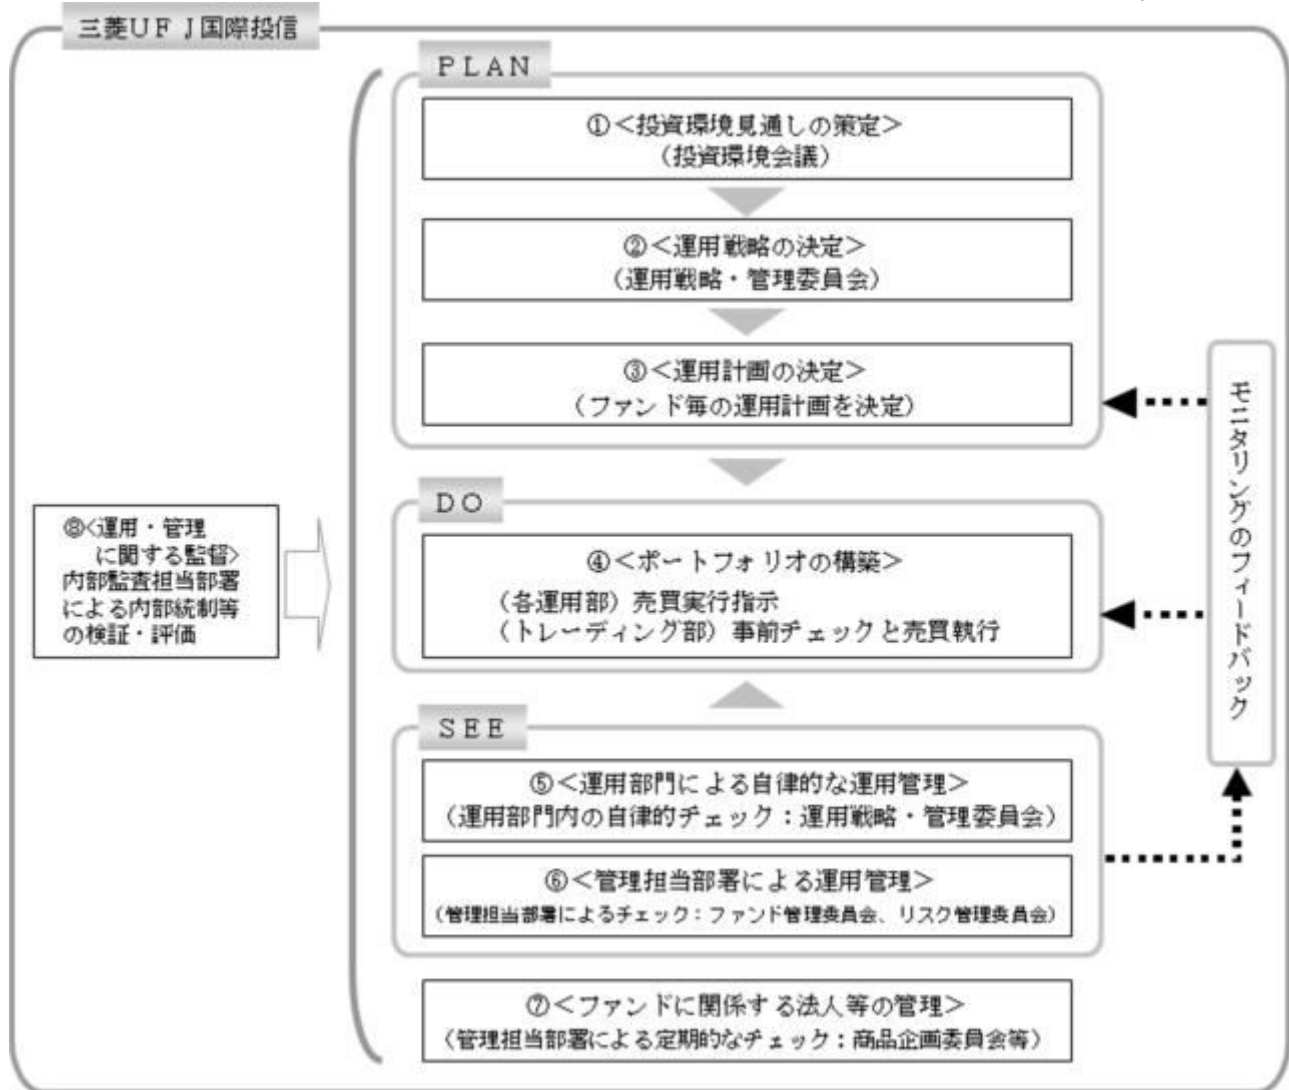 三菱ＵＦＪ国際投信
ＰＬＡＮ
①＜投資環境見通しの策定＞
（投資環境会議）
②＜運用戦略の決定＞
（運用戦略・管理委員会）
③＜運用計画の決定＞
（ファンド毎の運用計画を決定）
ＤＯ
④＜ポートフォリオの構築＞
（各運用部）売買実行指示
（トレーディング部）事前チェックと売買執行
ＳＥＥ
⑤＜運用部門による自律的な運用管理＞
（運用部門内の自律的チェック：運用戦略・管理委員会）
⑥＜管理担当部署による運用管理＞
（管理担当部署によるチェック：ファンド管理委員会、リスク管理委員会）
⑦＜ファンドに関係する法人等の管理＞
（管理担当部署による定期的なチェック：商品企画委員会等）
⑧＜運用・管理
に関する監督＞
内部監査担当部署
による内部統制等
の検証・評価
モニタリングのフィードバック